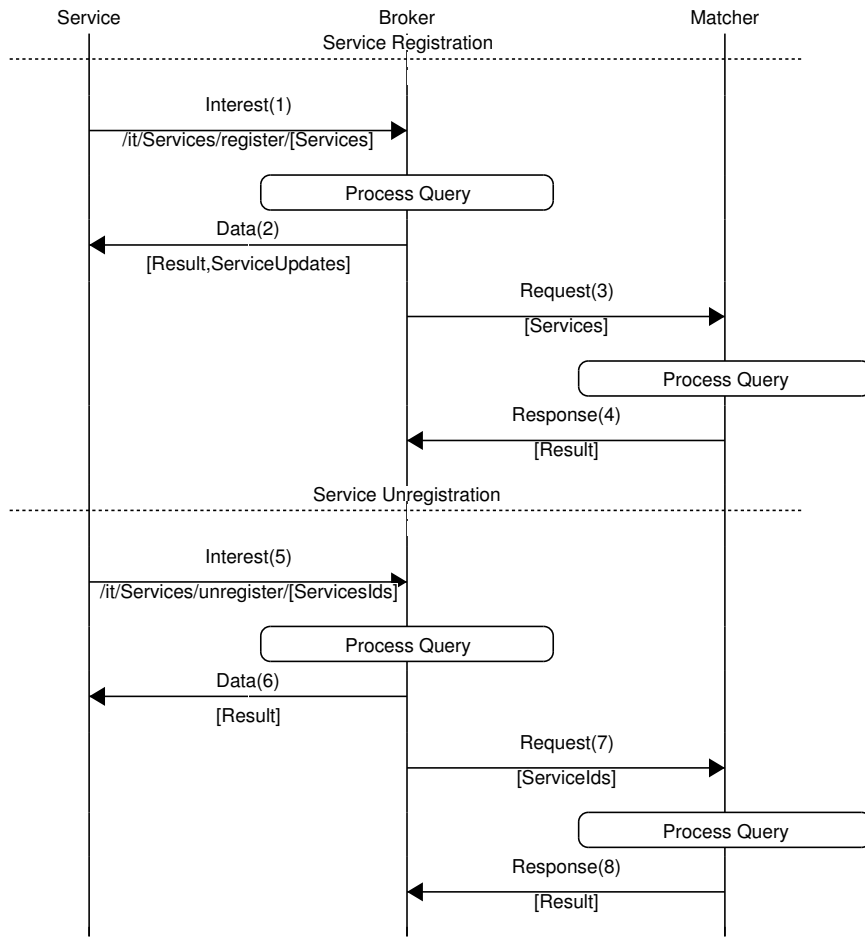 Service Broker Matcher
Service Registration
Interest(1)
/it/Services/register/[Services]
Process Query
Data(2)
[Result,ServiceUpdates]
Request(3)
[Services]
Process Query
Response(4)
[Result]
Service Unregistration
Interest(5)
/it/Services/unregister/[ServicesIds]
Process Query
Data(6)
[Result]
Request(7)
[ServiceIds]
Process Query
Response(8)
[Result]